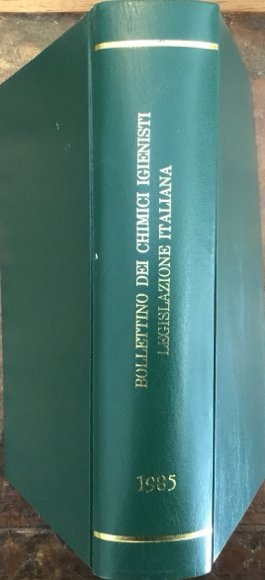 BOLLETTINO DEI CHIMICI IGIENISTI
LEGISLAZIONE ITALIANA
1985